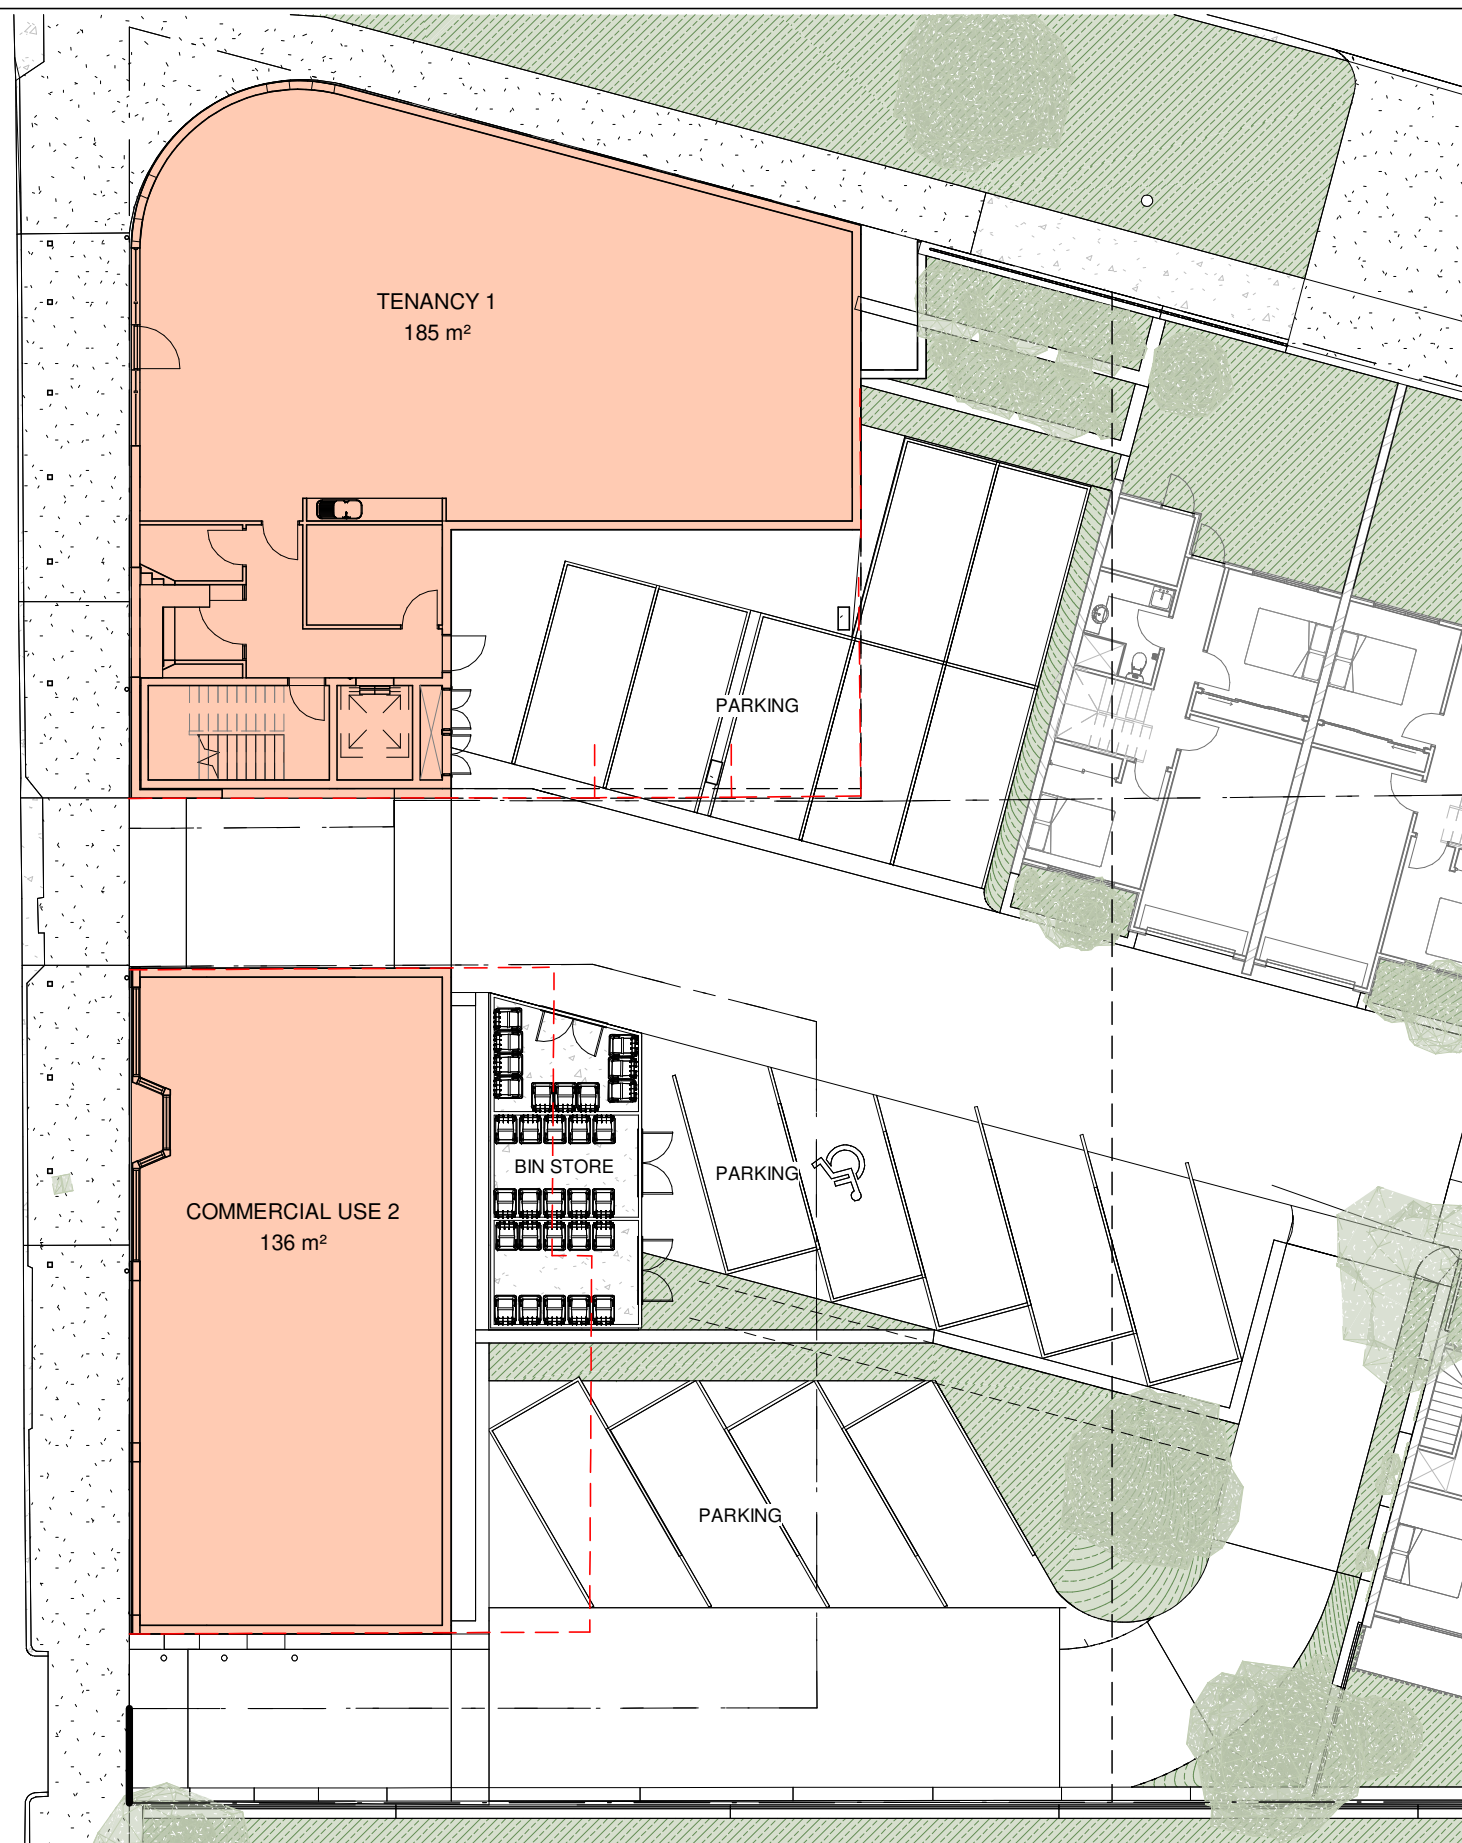 TENANCY 1
185 m²
PARKING
BIN STORE
PARKING
COMMERCIAL USE 2
136 m²
PARKING